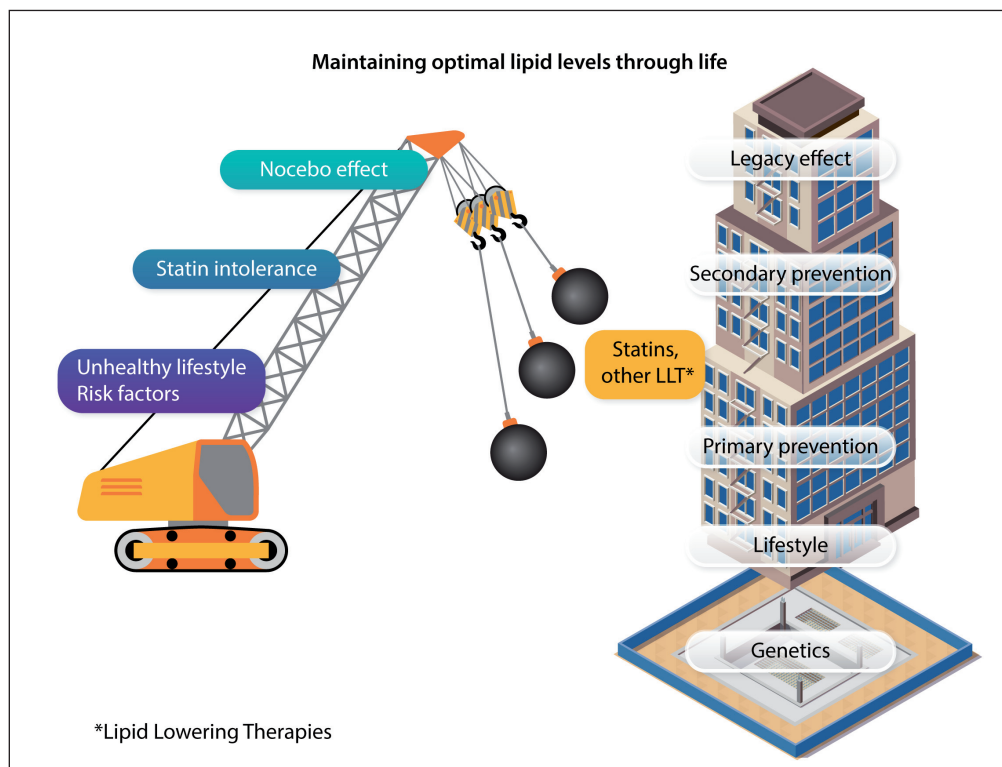 Maintaining optimal lipid levels through life
Nocebo effect
Statin intolerance
Unhealthy lifestyle
Risk factors
Statins,
other LLT*
Legacy effect
Secondary prevention
Primary prevention
Lifestyle
Genetics
*Lipid Lowering Therapies